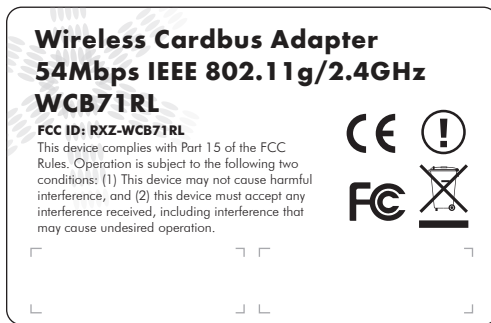 Wireless Cardbus Adapter
54Mbps IEEE 802.11g/2.4GHz
WCB71RL
FCC ID: RXZ-WCB71RL
This device complies with Part 15 of the FCC
Rules. Operation is subject to the following two
conditions: (1) This device may not cause harmful
interference, and (2) this device must accept any
interference received, including interference that
may cause undesired operation.
CE
FC